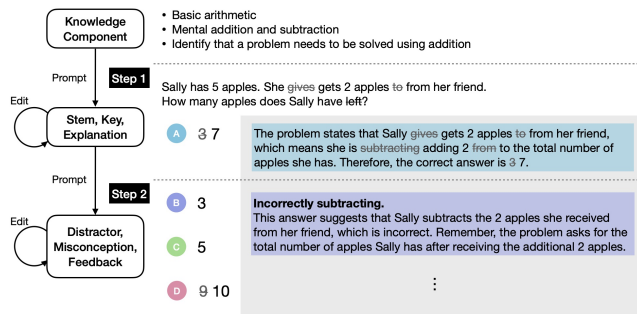 Knowledge
Component
• Basic arithmetic
• Mental addition and subtraction
• Identify that a problem needs to be solved using addition
Prompt
Step 1
Sally has 5 apples. She gives gets 2 apples to from her friend.
How many apples does Sally have left?
Edit
Stem, Key,
Explanation
A 3 7
The problem states that Sally gives gets 2 apples to from her friend,
which means she is subtracting adding 2 from to the total number of
apples she has. Therefore, the correct answer is 3 7.
Prompt
Step 2
B 3
Incorrectly subtracting.
This answer suggests that Sally subtracts the 2 apples she received
from her friend, which is incorrect. Remember, the problem asks for the
total number of apples Sally has after receiving the additional 2 apples.
Edit
Distractor,
Misconception,
Feedback
C 5
D 9 10
⋮